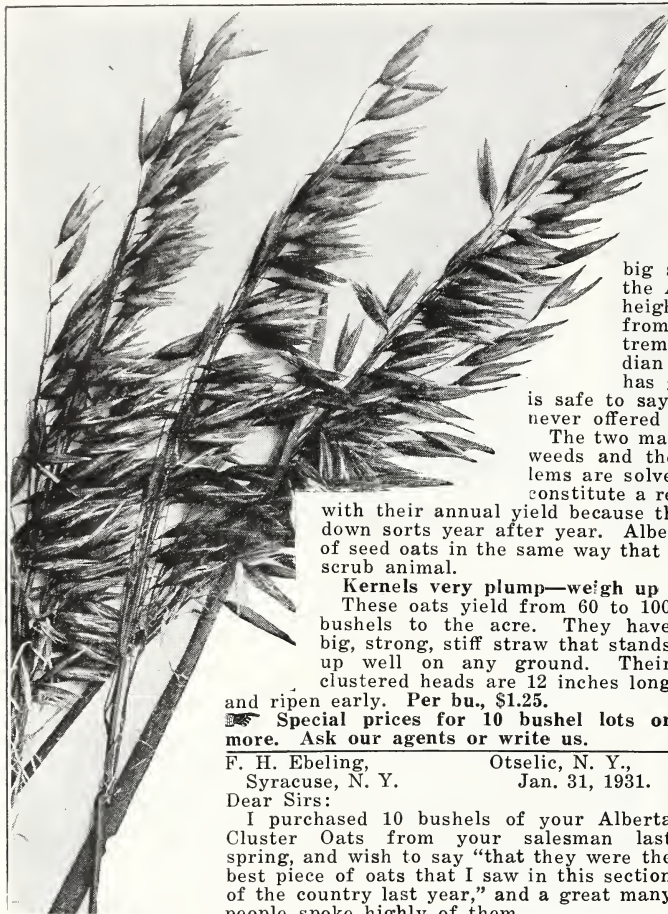 big
the
heigh
from
trem
dian
has
is safe to say
never offered
The two ma
weeds and the
lems are solve
constitute a re
with their annual yield because th
down sorts year after year. Albe
of seed oats in the same way that
scrub animal.
Kernels very plump—weigh up
These oats yield from 60 to 100
bushels to the acre. They have
big, strong, stiff straw that stands
up well on any ground. Their
clustered heads are 12 inches long
and ripen early. Per bu., $1.25.
☞ Special prices for 10 bushel lots or
more. Ask our agents or write us.
F. H. Ebeling, Otselic, N. Y.,
Syracuse, N. Y. Jan. 31, 1931.
Dear Sirs:
I purchased 10 bushels of your Alberta
Cluster Oats from your salesman last
spring, and wish to say "that they were the
best piece of oats that I saw in this section
of the country last year," and a great many
people spoke highly of them